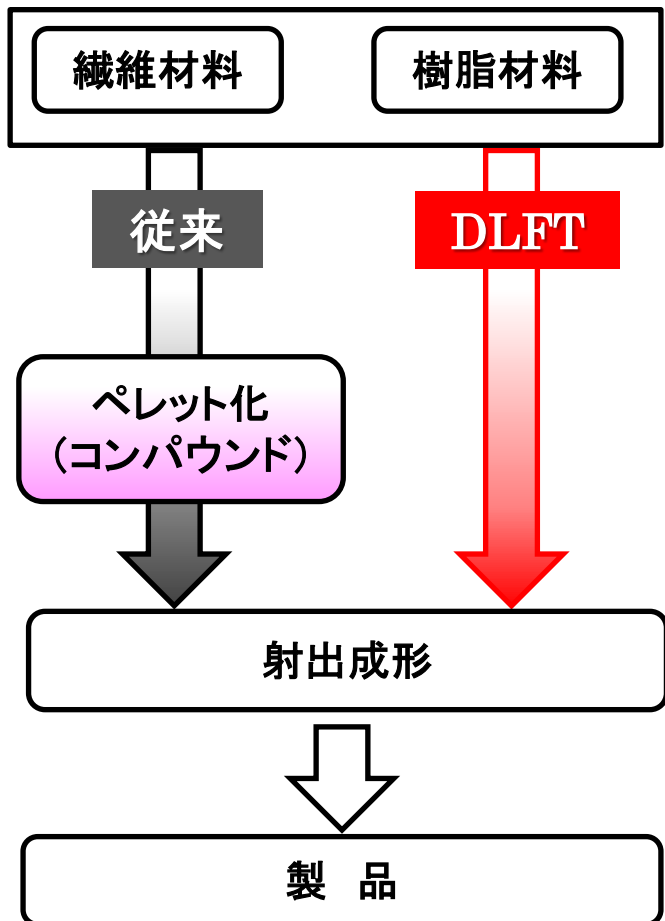 繊維材料
樹脂材料
従来
DLFT
ペレット化
（コンパウンド）
射出成形
製　品